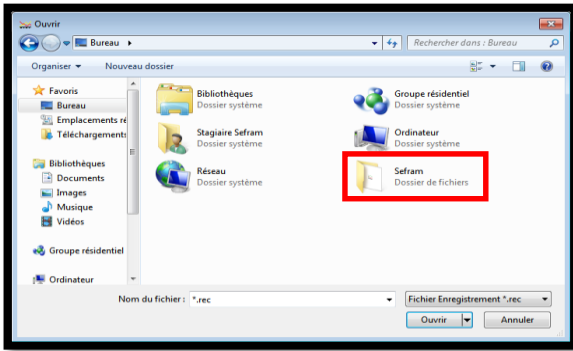 Ouvrir
Bureau
Rechercher dans : Bureau
Organiser
Nouveau dossier
Favoris
Bureau
Emplacements ré
Téléchargements
Bibliothèques
Documents
Images
Musique
Vidéos
Groupe résidentiel
Ordinateur
Bibliothèques
Dossier système
Groupe résidentiel
Dossier système
Stagiaire Sefram
Dossier système
Ordinateur
Dossier système
Réseau
Dossier système
Sefram
Dossier de fichiers
Nom du fichier : *.rec
Fichier Enregistrement *.rec
Ouvrir
Annuler